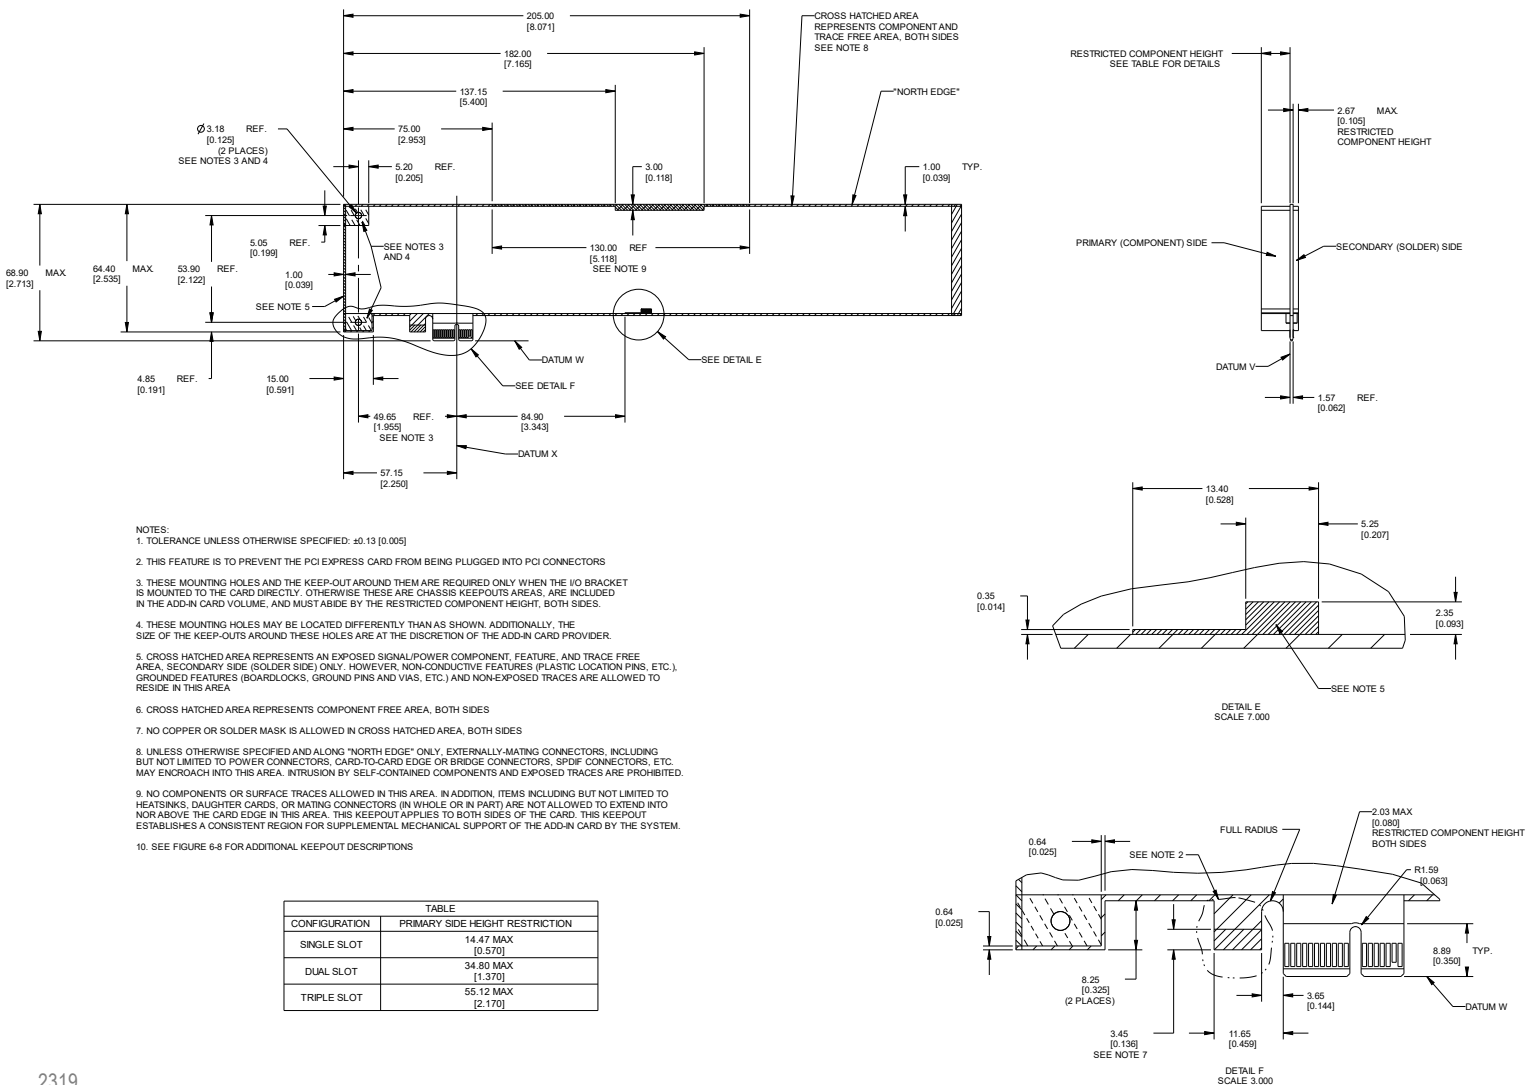 205.00
[8.071]
182.00
[7.165]
137.15
[5.400]
75.00
[2.953]
CROSS HATCHED AREA
REPRESENTS COMPONENT AND
TRACE FREE AREA, BOTH SIDES
SEE NOTE 8
"NORTH EDGE"
Ø 3.18 REF.
[0.125]
(2 PLACES)
SEE NOTES 3 AND 4
5.20 REF.
[0.205]
3.00
[0.118]
1.00 TYP.
[0.039]
5.05 REF.
[0.199]
SEE NOTES 3
AND 4
130.00 REF
[5.118]
SEE NOTE 9
68.90 MAX.
[2.713]
64.40 MAX.
[2.535]
53.90 REF.
[2.122]
1.00
[0.039]
SEE NOTE 5
DATUM W
SEE DETAIL E
SEE DETAIL F
4.85 REF.
[0.191]
15.00
[0.591]
49.65 REF.
[1.955]
SEE NOTE 3
84.90
[3.343]
DATUM X
57.15
[2.250]
RESTRICTED COMPONENT HEIGHT
SEE TABLE FOR DETAILS
2.67 MAX.
[0.105]
RESTRICTED
COMPONENT HEIGHT
PRIMARY (COMPONENT) SIDE
SECONDARY (SOLDER) SIDE
DATUM V
1.57 REF.
[0.062]
NOTES:
1. TOLERANCE UNLESS OTHERWISE SPECIFIED: ±0.13 [0.005]
2. THIS FEATURE IS TO PREVENT THE PCI EXPRESS CARD FROM BEING PLUGGED INTO PCI CONNECTORS
3. THESE MOUNTING HOLES AND THE KEEP-OUT AROUND THEM ARE REQUIRED ONLY WHEN THE I/O BRACKET
IS MOUNTED TO THE CARD DIRECTLY. OTHERWISE THESE ARE CHASSIS KEEPOUTS AREAS, ARE INCLUDED
IN THE ADD-IN CARD VOLUME, AND MUST ABIDE BY THE RESTRICTED COMPONENT HEIGHT, BOTH SIDES.
4. THESE MOUNTING HOLES MAY BE LOCATED DIFFERENTLY THAN AS SHOWN. ADDITIONALLY, THE
SIZE OF THE KEEP-OUTS AROUND THESE HOLES ARE AT THE DISCRETION OF THE ADD-IN CARD PROVIDER.
5. CROSS HATCHED AREA REPRESENTS AN EXPOSED SIGNAL/POWER COMPONENT, FEATURE, AND TRACE FREE
AREA, SECONDARY SIDE (SOLDER SIDE) ONLY. HOWEVER, NON-CONDUCTIVE FEATURES (PLASTIC LOCATION PINS, ETC.),
GROUNDED FEATURES (BOARDLOCKS, GROUND PINS AND VIAS, ETC.) AND NON-EXPOSED TRACES ARE ALLOWED TO
RESIDE IN THIS AREA
6. CROSS HATCHED AREA REPRESENTS COMPONENT FREE AREA, BOTH SIDES
7. NO COPPER OR SOLDER MASK IS ALLOWED IN CROSS HATCHED AREA, BOTH SIDES
8. UNLESS OTHERWISE SPECIFIED AND ALONG "NORTH EDGE" ONLY, EXTERNALLY-MATING CONNECTORS, INCLUDING
BUT NOT LIMITED TO POWER CONNECTORS, CARD-TO-CARD EDGE OR BRIDGE CONNECTORS, SPDIF CONNECTORS, ETC.
MAY ENCROACH INTO THIS AREA. INTRUSION BY SELF-CONTAINED COMPONENTS AND EXPOSED TRACES ARE PROHIBITED.
9. NO COMPONENTS OR SURFACE TRACES ALLOWED IN THIS AREA. IN ADDITION, ITEMS INCLUDING BUT NOT LIMITED TO
HEATSINKS, DAUGHTER CARDS, OR MATING CONNECTORS (IN WHOLE OR IN PART) ARE NOT ALLOWED TO EXTEND INTO
NOR ABOVE THE CARD EDGE IN THIS AREA. THIS KEEPOUT APPLIES TO BOTH SIDES OF THE CARD. THIS KEEPOUT
ESTABLISHES A CONSISTENT REGION FOR SUPPLEMENTAL MECHANICAL SUPPORT OF THE ADD-IN CARD BY THE SYSTEM.
10. SEE FIGURE 6-8 FOR ADDITIONAL KEEPOUT DESCRIPTIONS
13.40
[0.528]
5.25
[0.207]
0.35
[0.014]
2.35
[0.093]
SEE NOTE 5
DETAIL E
SCALE 7.000
TABLE
CONFIGURATION PRIMARY SIDE HEIGHT RESTRICTION
SINGLE SLOT 14.47 MAX
[0.570]
DUAL SLOT 34.80 MAX
[1.370]
TRIPLE SLOT 55.12 MAX
[2.170]
0.64
[0.025]
SEE NOTE 2
FULL RADIUS
2.03 MAX
[0.080]
RESTRICTED COMPONENT HEIGHT
BOTH SIDES
R1.59
[0.063]
0.64
[0.025]
8.25
[0.325]
(2 PLACES)
8.89 TYP.
[0.350]
3.65
[0.144]
DATUM W
3.45
[0.136]
SEE NOTE 7
11.65
[0.459]
DETAIL F
SCALE 3.000
2319